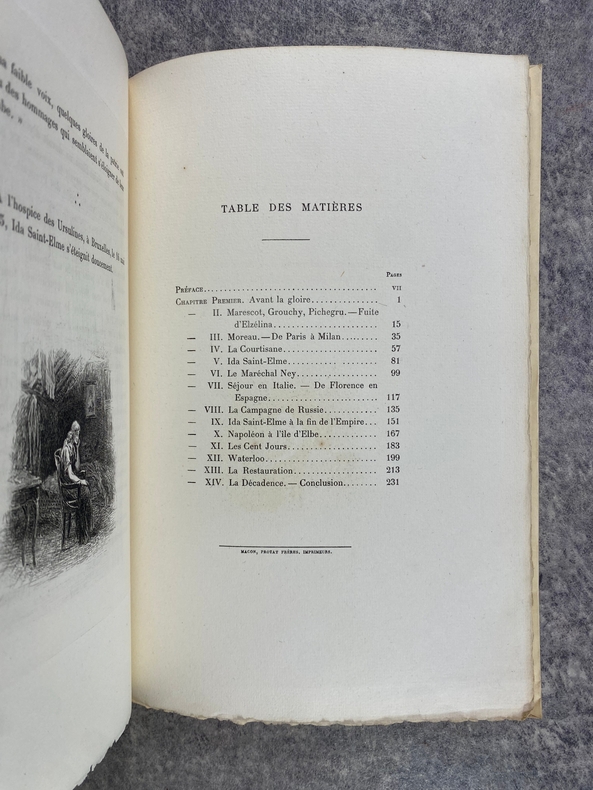 faible voix, quelques gloires de la
des hommages qui semblaient
l'hospice des Ursulines, à Bruxelles, le
Ida Saint-Elme s'éteignit doucement.
TABLE DES MATIÈRES
Pages
Préface........................................ vii
Chapitre Premier. Avant la gloire............... 1
— II. Marescot, Grouchy, Pichegru. — Fuite
d'Elzélina........................ 15
— III. Moreau. — De Paris à Milan......... 35
— IV. La Courtisane...................... 57
— V. Ida Saint-Elme...................... 81
— VI. Le Maréchal Ney.................... 99
— VII. Séjour en Italie. — De Florence en
Espagne.......................... 117
— VIII. La Campagne de Russie............ 135
— IX. Ida Saint-Elme à la fin de l'Empire... 151
— X. Napoléon à l'île d'Elbe.............. 167
— XI. Les Cent Jours..................... 183
— XII. Waterloo.......................... 199
— XIII. La Restauration................... 213
— XIV. La Décadence. — Conclusion........ 231
MACON, PROTAT FRÈRES, IMPRIMEURS.